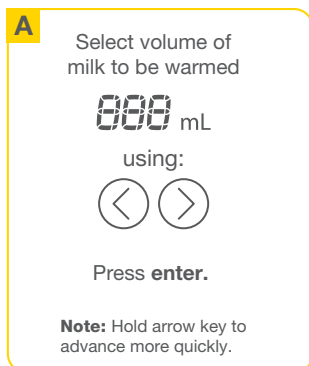 A
Select volume of
milk to be warmed
888 mL
using:
Press enter.
Note: Hold arrow key to
advance more quickly.